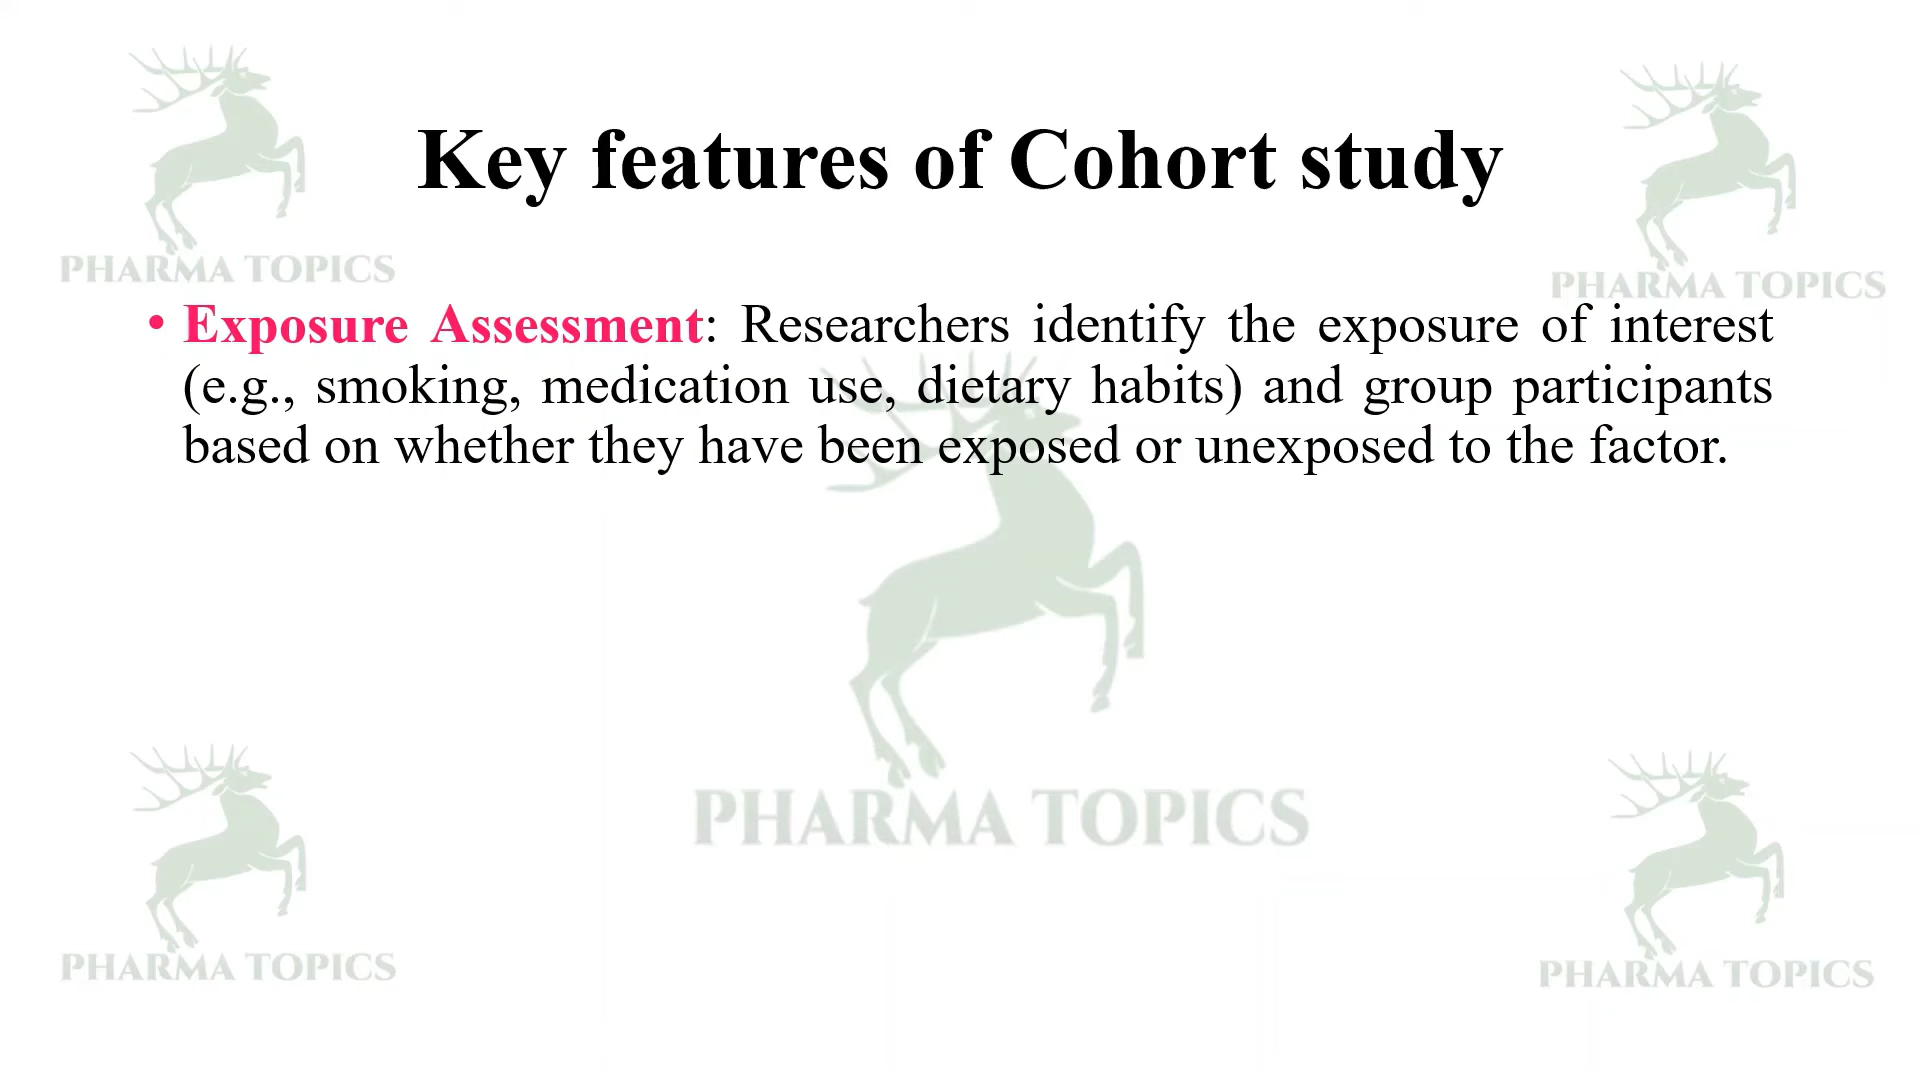 Key features of Cohort study
PHARMA TOPICS
PHARMA TOPICS
• Exposure Assessment: Researchers identify the exposure of interest
(e.g., smoking, medication use, dietary habits) and group participants
based on whether they have been exposed or unexposed to the factor.
PHARMA TOPICS
PHARMA TOPICS
PHARMA TOPICS